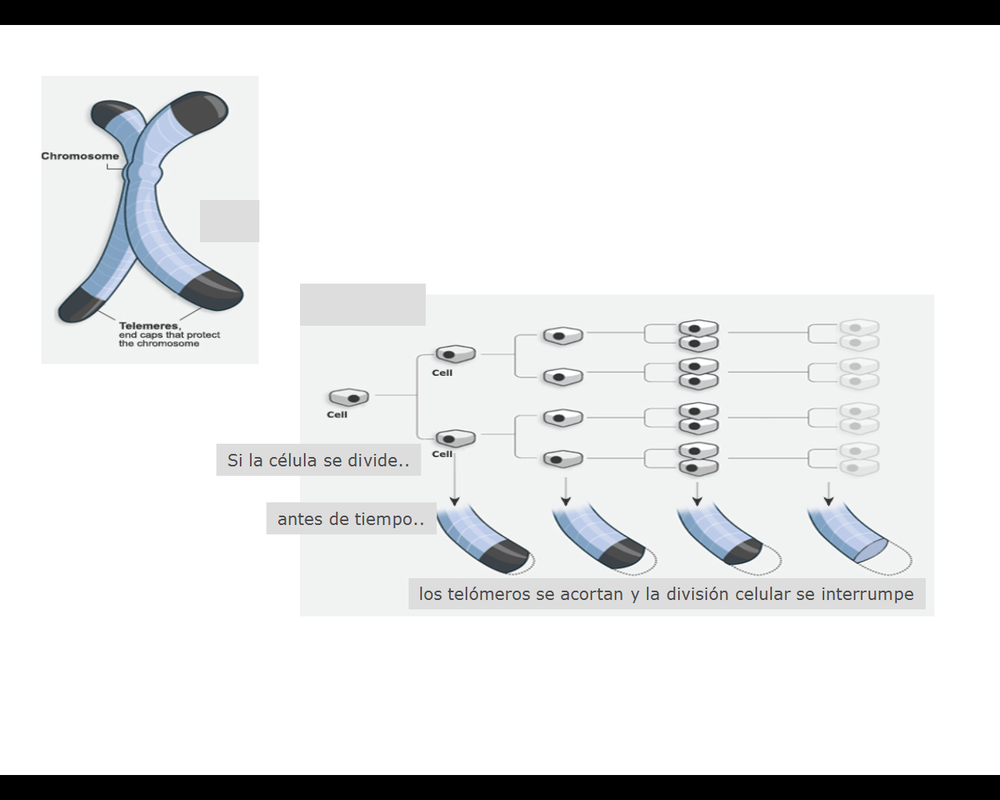 Chromosome
Telemeres,
end caps that protect
the chromosome
Cell
Cell
Cell
Si la célula se divide..
antes de tiempo..
los telómeros se acortan y la división celular se interrumpe